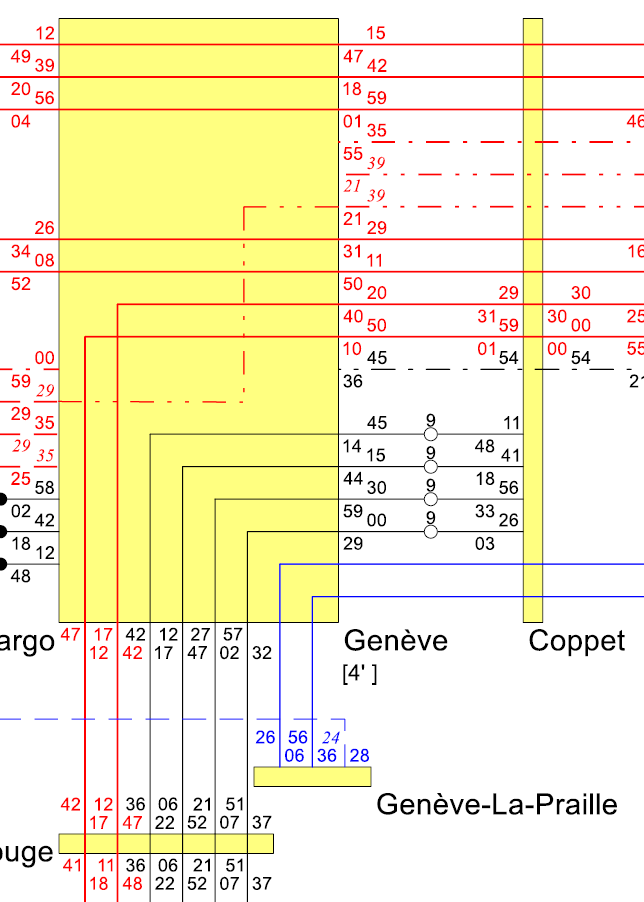 12 15
49 39 47 42
20 56 18 59
04 01 35 46
55 39
21 39
26 21 29
34 08 31 11 16
52 50 20 29 30
40 50 31 59 30 00 25
00 10 45 01 54 00 54 55
59 29 36 21
29 35 45 9 11
29 35 14 15 9 48 41
25 58 44 30 9 18 56
02 42 59 00 9 33 26
18 12 29 03
48
argo 47 17 42 12 27 57 Genève Coppet
12 42 17 47 02 32
[4' ]
26 56 24
06 36 28
Genève-La-Praille
42 12 36 06 21 51
17 47 22 52 07 37
ouge
41 11 36 06 21 51
18 48 22 52 07 37